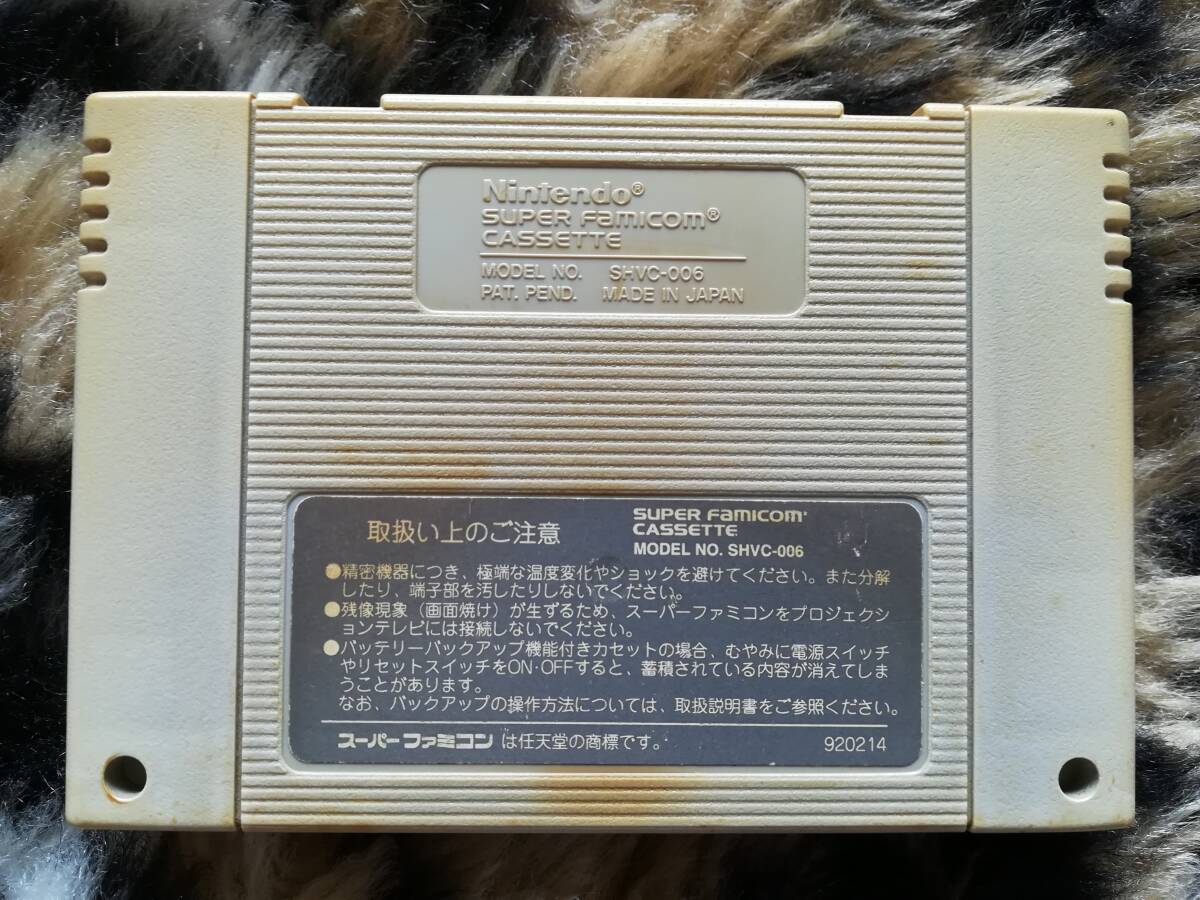 Nintendo®
SUPER FAMICOM®
CASSETTE
MODEL NO. SHVC-006
PAT. PEND. MADE IN JAPAN
取扱い上のご注意
SUPER FAMICOM
CASSETTE
MODEL NO. SHVC-006
●精密機器につき、極端な温度変化やショックを避けてください。また分解
したり、端子部を汚したりしないでください。
●残像現象（画面焼け）が生ずるため、スーパーファミコンをプロジェクシ
ョンテレビには接続しないでください。
●バッテリーバックアップ機能付きカセットの場合、むやみに電源スイッチ
やリセットスイッチをON・OFFすると、蓄積されている内容が消えてしま
うことがあります。
なお、バックアップの操作方法については、取扱説明書をご参照ください。
スーパーファミコン は任天堂の商標です。
920214